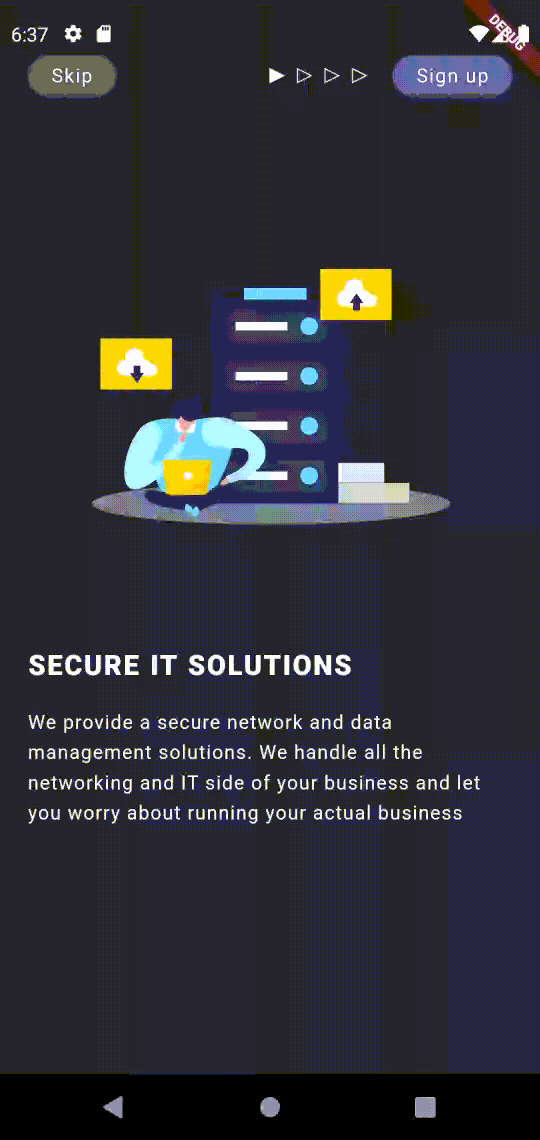 6:37
DEBUG
Skip
Sign up
SECURE IT SOLUTIONS
We provide a secure network and data
management solutions. We handle all the
networking and IT side of your business and let
you worry about running your actual business